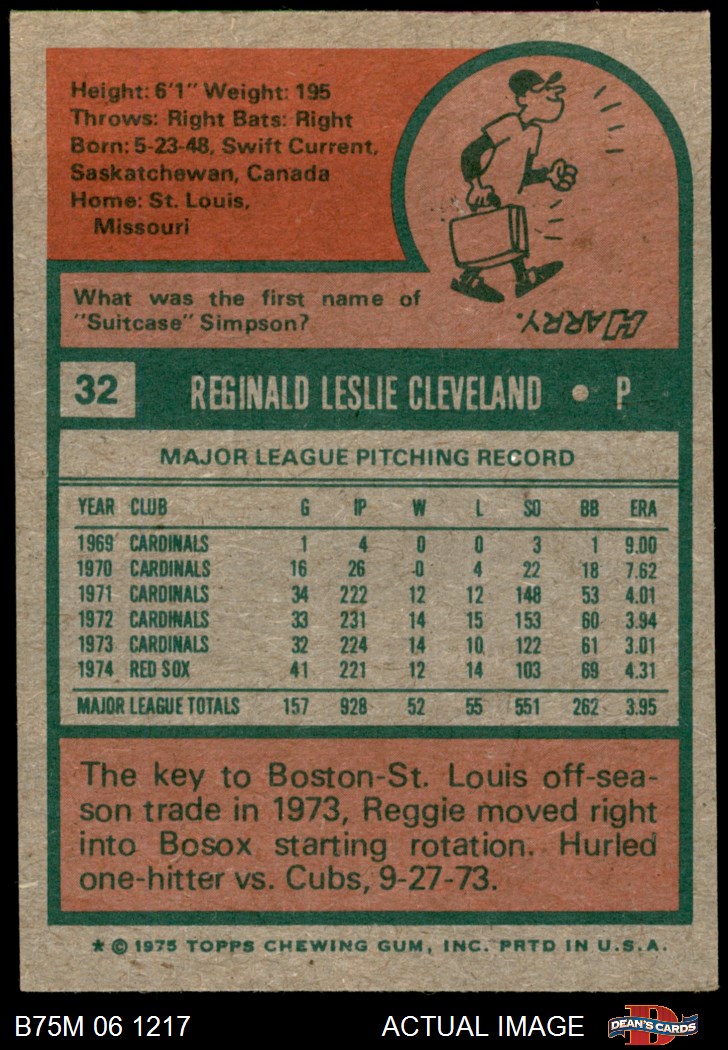 Height: 6'1" Weight: 195
Throws: Right Bats: Right
Born: 5-23-48, Swift Current,
Saskatchewan, Canada
Home: St. Louis,
Missouri
What was the first name of
"Suitcase" Simpson?
HARRY.
32 REGINALD LESLIE CLEVELAND • P
MAJOR LEAGUE PITCHING RECORD
YEAR CLUB G IP W L SO BB ERA
1969 CARDINALS 1 4 0 0 3 1 9.00
1970 CARDINALS 16 26 0 4 22 18 7.62
1971 CARDINALS 34 222 12 12 148 53 4.01
1972 CARDINALS 33 231 14 15 153 60 3.94
1973 CARDINALS 32 224 14 10 122 61 3.01
1974 RED SOX 41 221 12 14 103 69 4.31
MAJOR LEAGUE TOTALS 157 928 52 55 551 262 3.95
The key to Boston-St. Louis off-sea-
son trade in 1973, Reggie moved right
into Bosox starting rotation. Hurled
one-hitter vs. Cubs, 9-27-73.
* © 1975 TOPPS CHEWING GUM, INC. PRTD IN U.S.A.
B75M 06 1217 ACTUAL IMAGE D DEAN'S CARDS